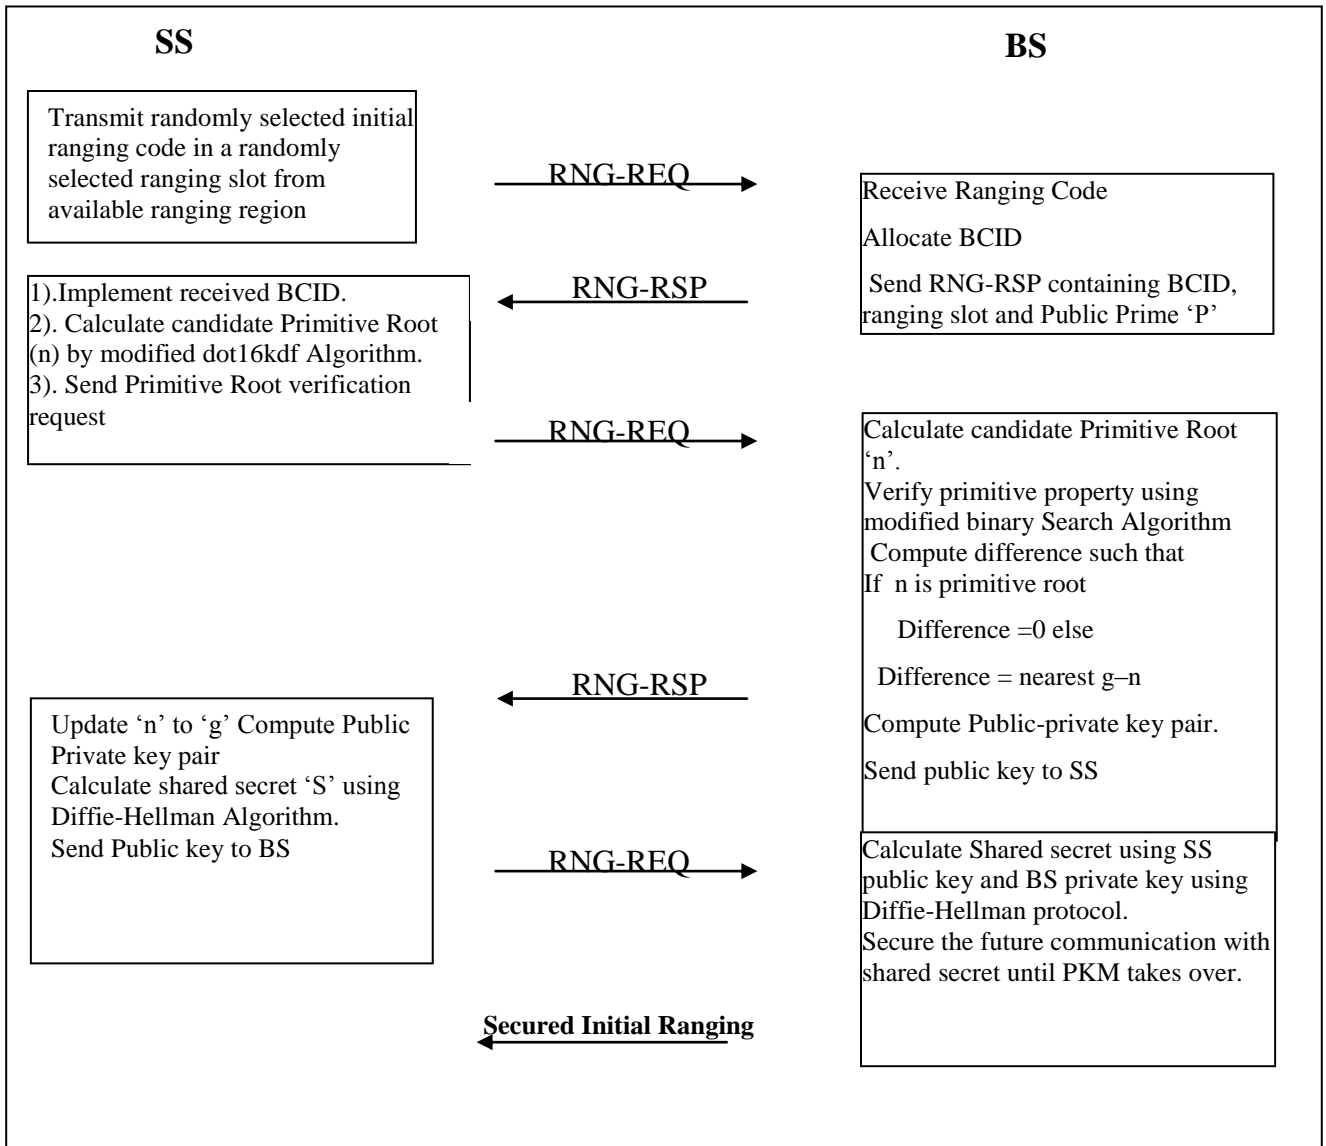 SS
BS
Transmit randomly selected initial
ranging code in a randomly
selected ranging slot from
available ranging region
RNG-REQ
Receive Ranging Code
Allocate BCID
Send RNG-RSP containing BCID,
ranging slot and Public Prime ‘P’
RNG-RSP
1).Implement received BCID.
2). Calculate candidate Primitive Root
(n) by modified dot16kdf Algorithm.
3). Send Primitive Root verification
request
RNG-REQ
Calculate candidate Primitive Root
‘n’.
Verify primitive property using
modified binary Search Algorithm
Compute difference such that
If n is primitive root
Difference =0 else
Difference = nearest g–n
Compute Public-private key pair.
Send public key to SS
RNG-RSP
Update ‘n’ to ‘g’ Compute Public
Private key pair
Calculate shared secret ‘S’ using
Diffie-Hellman Algorithm.
Send Public key to BS
RNG-REQ
Calculate Shared secret using SS
public key and BS private key using
Diffie-Hellman protocol.
Secure the future communication with
shared secret until PKM takes over.
Secured Initial Ranging